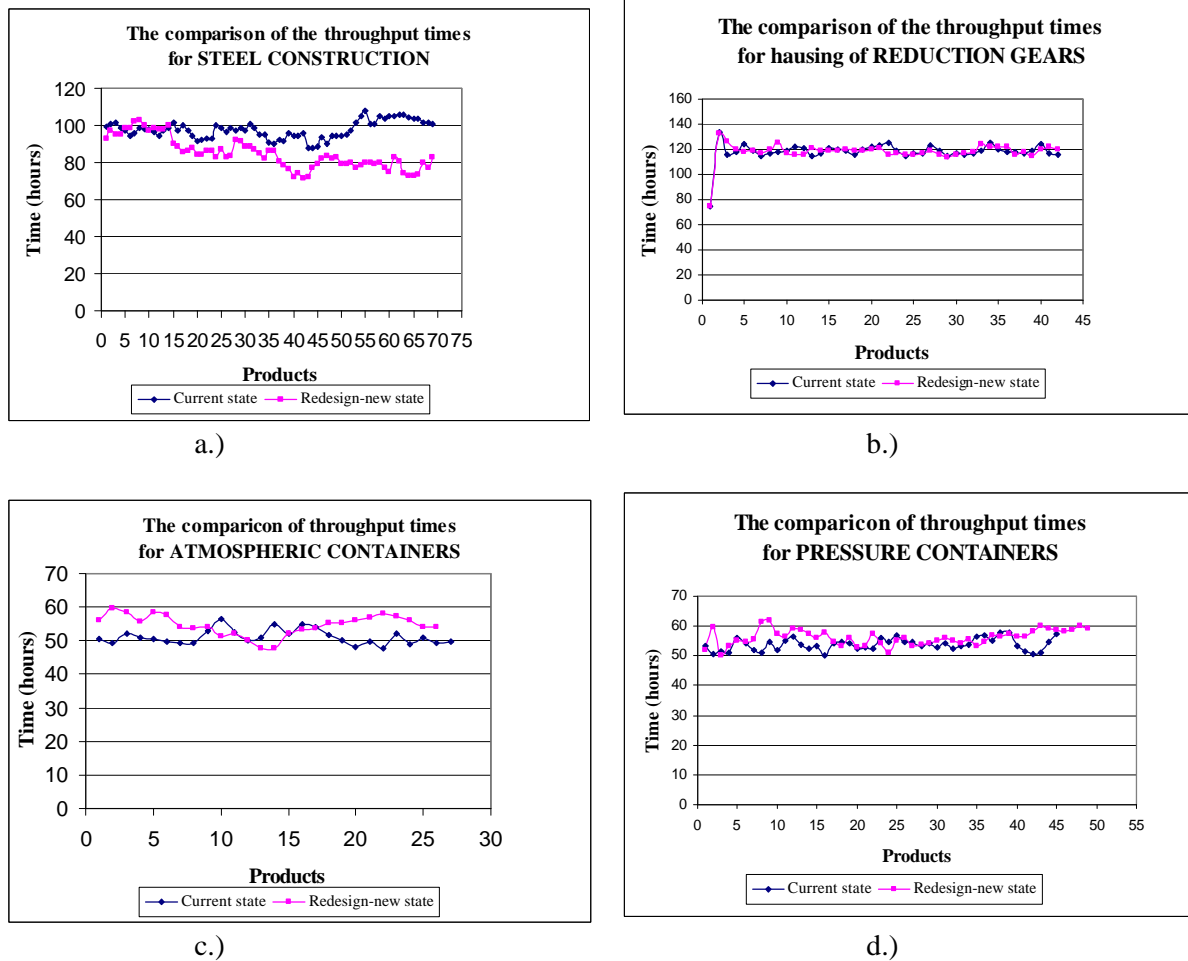 The comparison of the throughput times
for STEEL CONSTRUCTION
120
100
80
60
40
20
0
Time (hours)
0 5 10 15 20 25 30 35 40 45 50 55 60 65 70 75
Products
Current state Redesign-new state
a.)
The comparison of the throughput times
for hausing of REDUCTION GEARS
160
140
120
100
80
60
40
20
0
Time (hours)
0 5 10 15 20 25 30 35 40 45
Products
Current state Redesign-new state
b.)
The comparicon of throughput times
for ATMOSPHERIC CONTAINERS
70
60
50
40
30
20
10
0
Time (hours)
0 5 10 15 20 25 30
Products
Current state Redesign-new state
c.)
The comparicon of throughput times
for PRESSURE CONTAINERS
70
60
50
40
30
20
10
0
Time (hours)
0 5 10 15 20 25 30 35 40 45 50 55
Products
Current state Redesign-new state
d.)